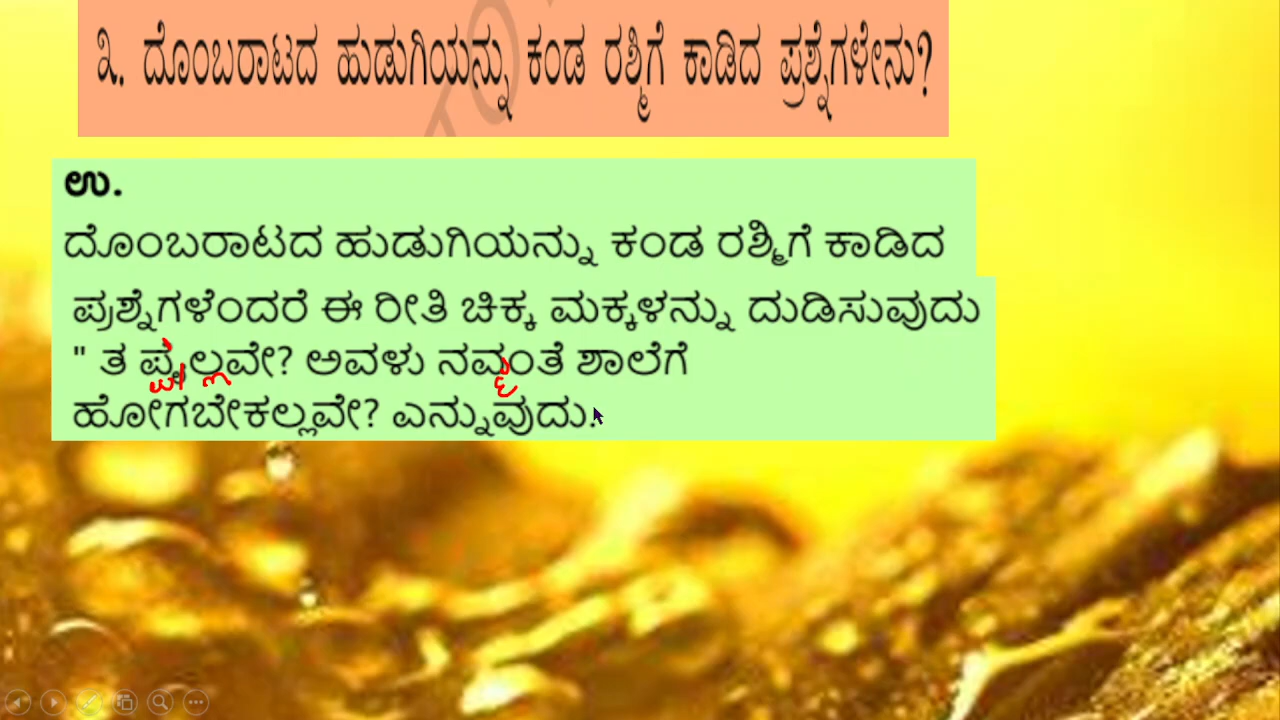 ೩. ದೊಂಬರಾಟದ ಹುಡುಗಿಯನ್ನು ಕಂಡ ರಶ್ಮಿಗೆ ಕಾಡಿದ ಪ್ರಶ್ನೆಗಳೇನು?
ಉ.
ದೊಂಬರಾಟದ ಹುಡುಗಿಯನ್ನು ಕಂಡ ರಶ್ಮಿಗೆ ಕಾಡಿದ
ಪ್ರಶ್ನೆಗಳೆಂದರೆ ಈ ರೀತಿ ಚಿಕ್ಕ ಮಕ್ಕಳನ್ನು ದುಡಿಸುವುದು
" ತ ಪ್ಪಲ್ಲವೇ? ಅವಳು ನಮ್ಮಂತೆ ಶಾಲೆಗೆ
ಹೋಗಬೇಕಲ್ಲವೇ? ಎನ್ನುವುದು.